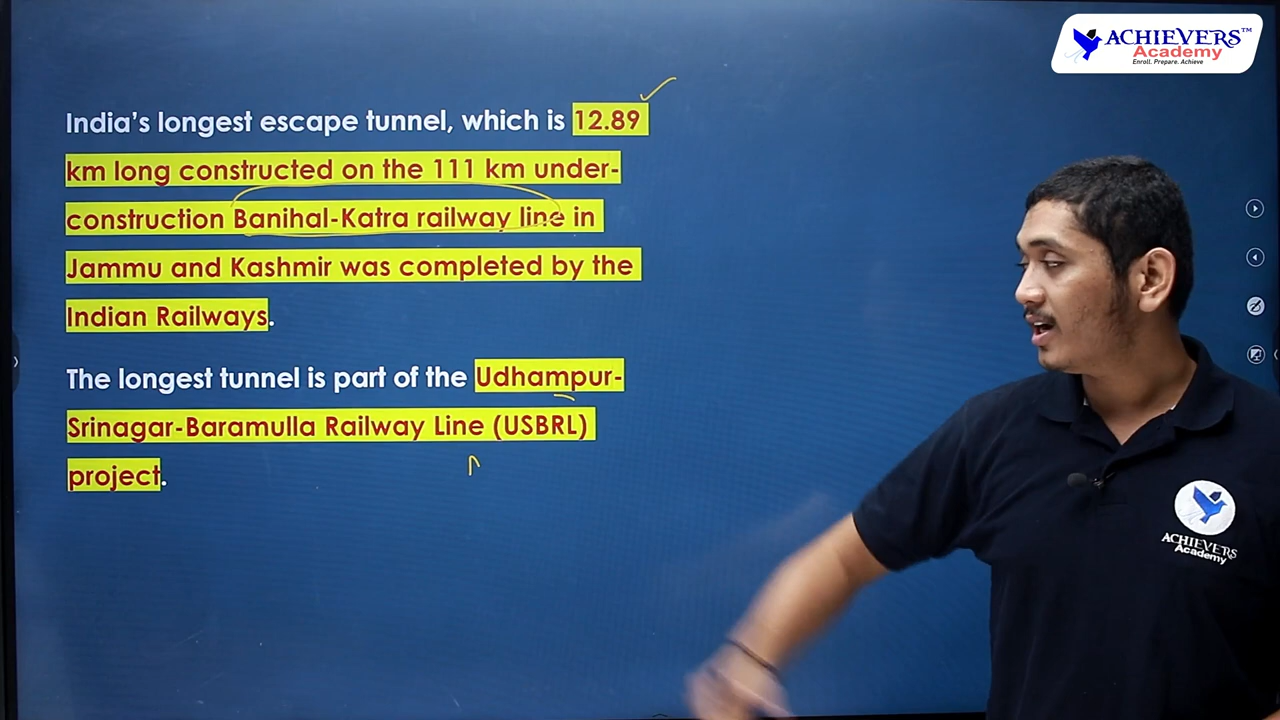 ACHIEVERS™
Academy
Enroll. Prepare. Achieve
India’s longest escape tunnel, which is 12.89
km long constructed on the 111 km under-
construction Banihal-Katra railway line in
Jammu and Kashmir was completed by the
Indian Railways.
The longest tunnel is part of the Udhampur-
Srinagar-Baramulla Railway Line (USBRL)
project.
ACHIEVERS
Academy